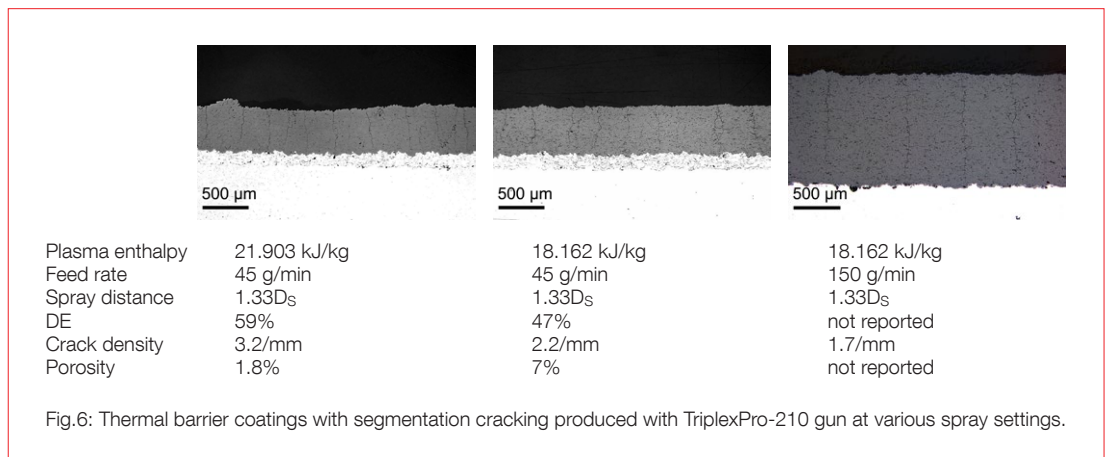 500 µm 500 µm 500 µm
Plasma enthalpy 21.903 kJ/kg 18.162 kJ/kg 18.162 kJ/kg
Feed rate 45 g/min 45 g/min 150 g/min
Spray distance 1.33DS 1.33DS 1.33DS
DE 59% 47% not reported
Crack density 3.2/mm 2.2/mm 1.7/mm
Porosity 1.8% 7% not reported
Fig.6: Thermal barrier coatings with segmentation cracking produced with TriplexPro-210 gun at various spray settings.